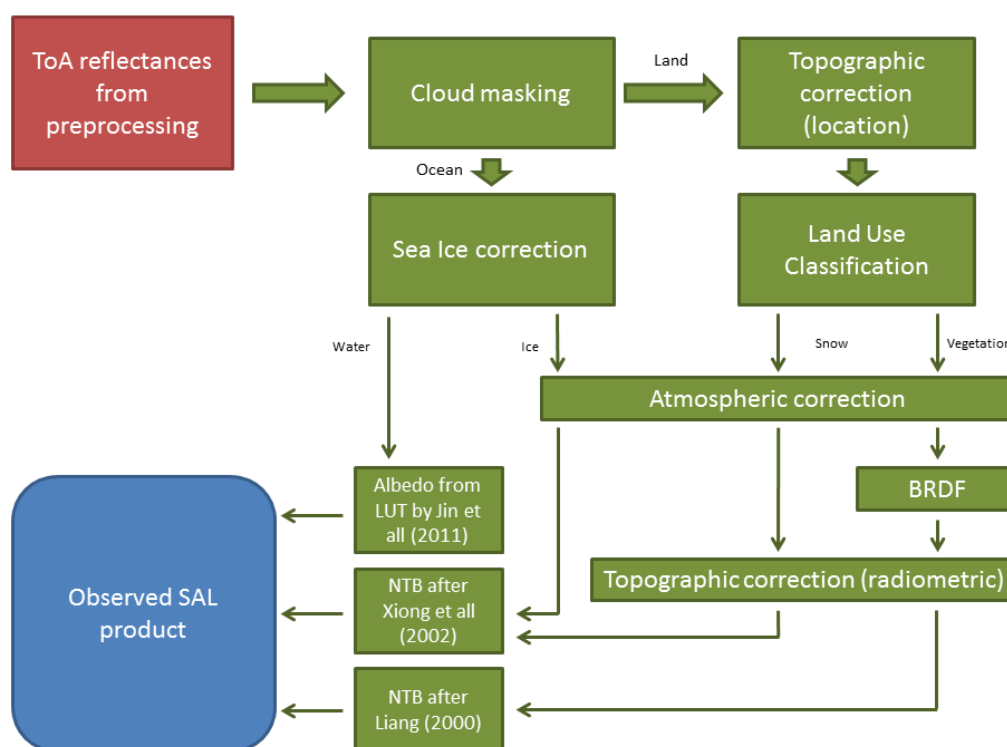 ToA reflectances
from
preprocessing
Cloud masking
Land
Topographic
correction
(location)
Ocean
Sea Ice correction
Land Use
Classification
Water
Ice
Snow
Vegetation
Atmospheric correction
Albedo from
LUT by Jin et
all (2011)
BRDF
Observed SAL
product
NTB after
Xiong et all
(2002)
Topographic correction (radiometric)
NTB after
Liang (2000)